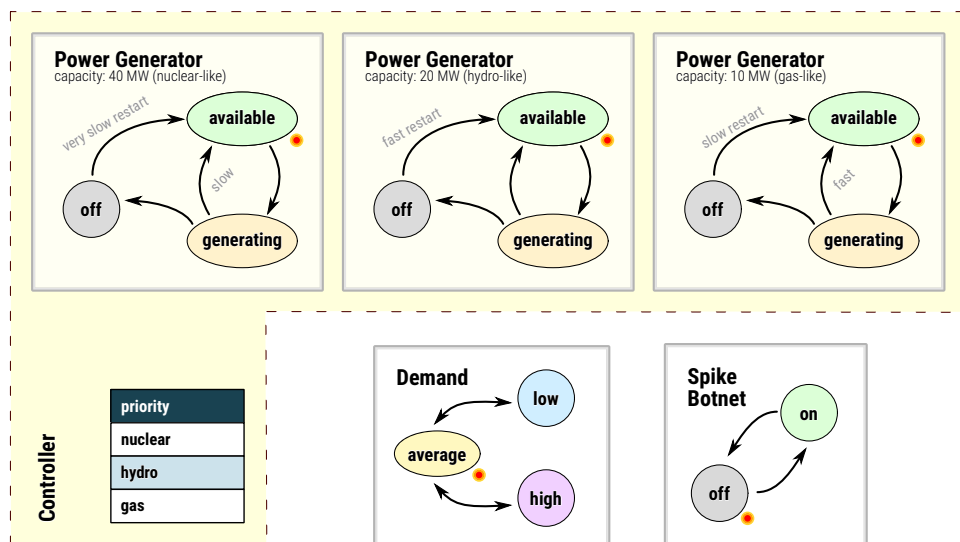 Power Generator
capacity: 40 MW (nuclear-like)
very slow restart
available
slow
off
generating
Power Generator
capacity: 20 MW (hydro-like)
fast restart
available
off
generating
Power Generator
capacity: 10 MW (gas-like)
slow restart
available
fast
off
generating
Controller
priority
nuclear
hydro
gas
Demand
low
average
high
Spike
Botnet
on
off